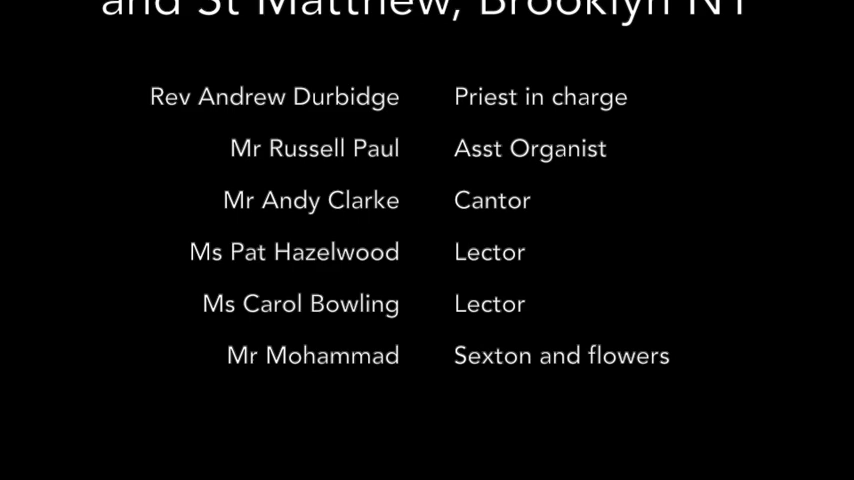 and St Matthew, Brooklyn NY
Rev Andrew Durbidge Priest in charge
Mr Russell Paul Asst Organist
Mr Andy Clarke Cantor
Ms Pat Hazelwood Lector
Ms Carol Bowling Lector
Mr Mohammad Sexton and flowers